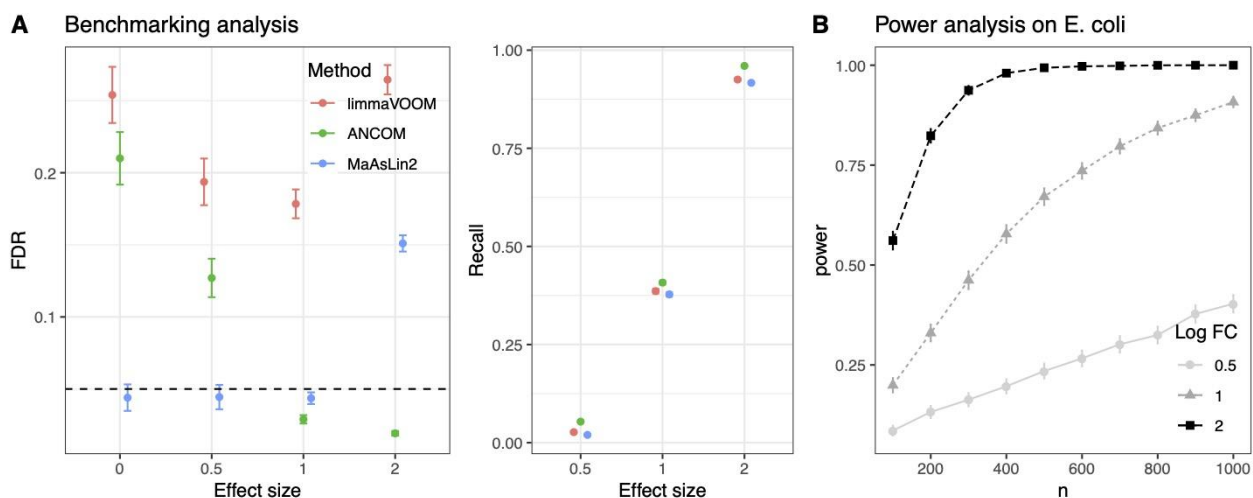 A Benchmarking analysis
Method
limmaVOOM
ANCOM
MaAsLin2
FDR
0.2
0.1
0 0.5 1 2
Effect size
Recall
1.00
0.75
0.50
0.25
0.00
0.5 1 2
Effect size
B Power analysis on E. coli
power
1.00
0.75
0.50
0.25
Log FC
0.5
1
2
200 400 600 800 1000
n